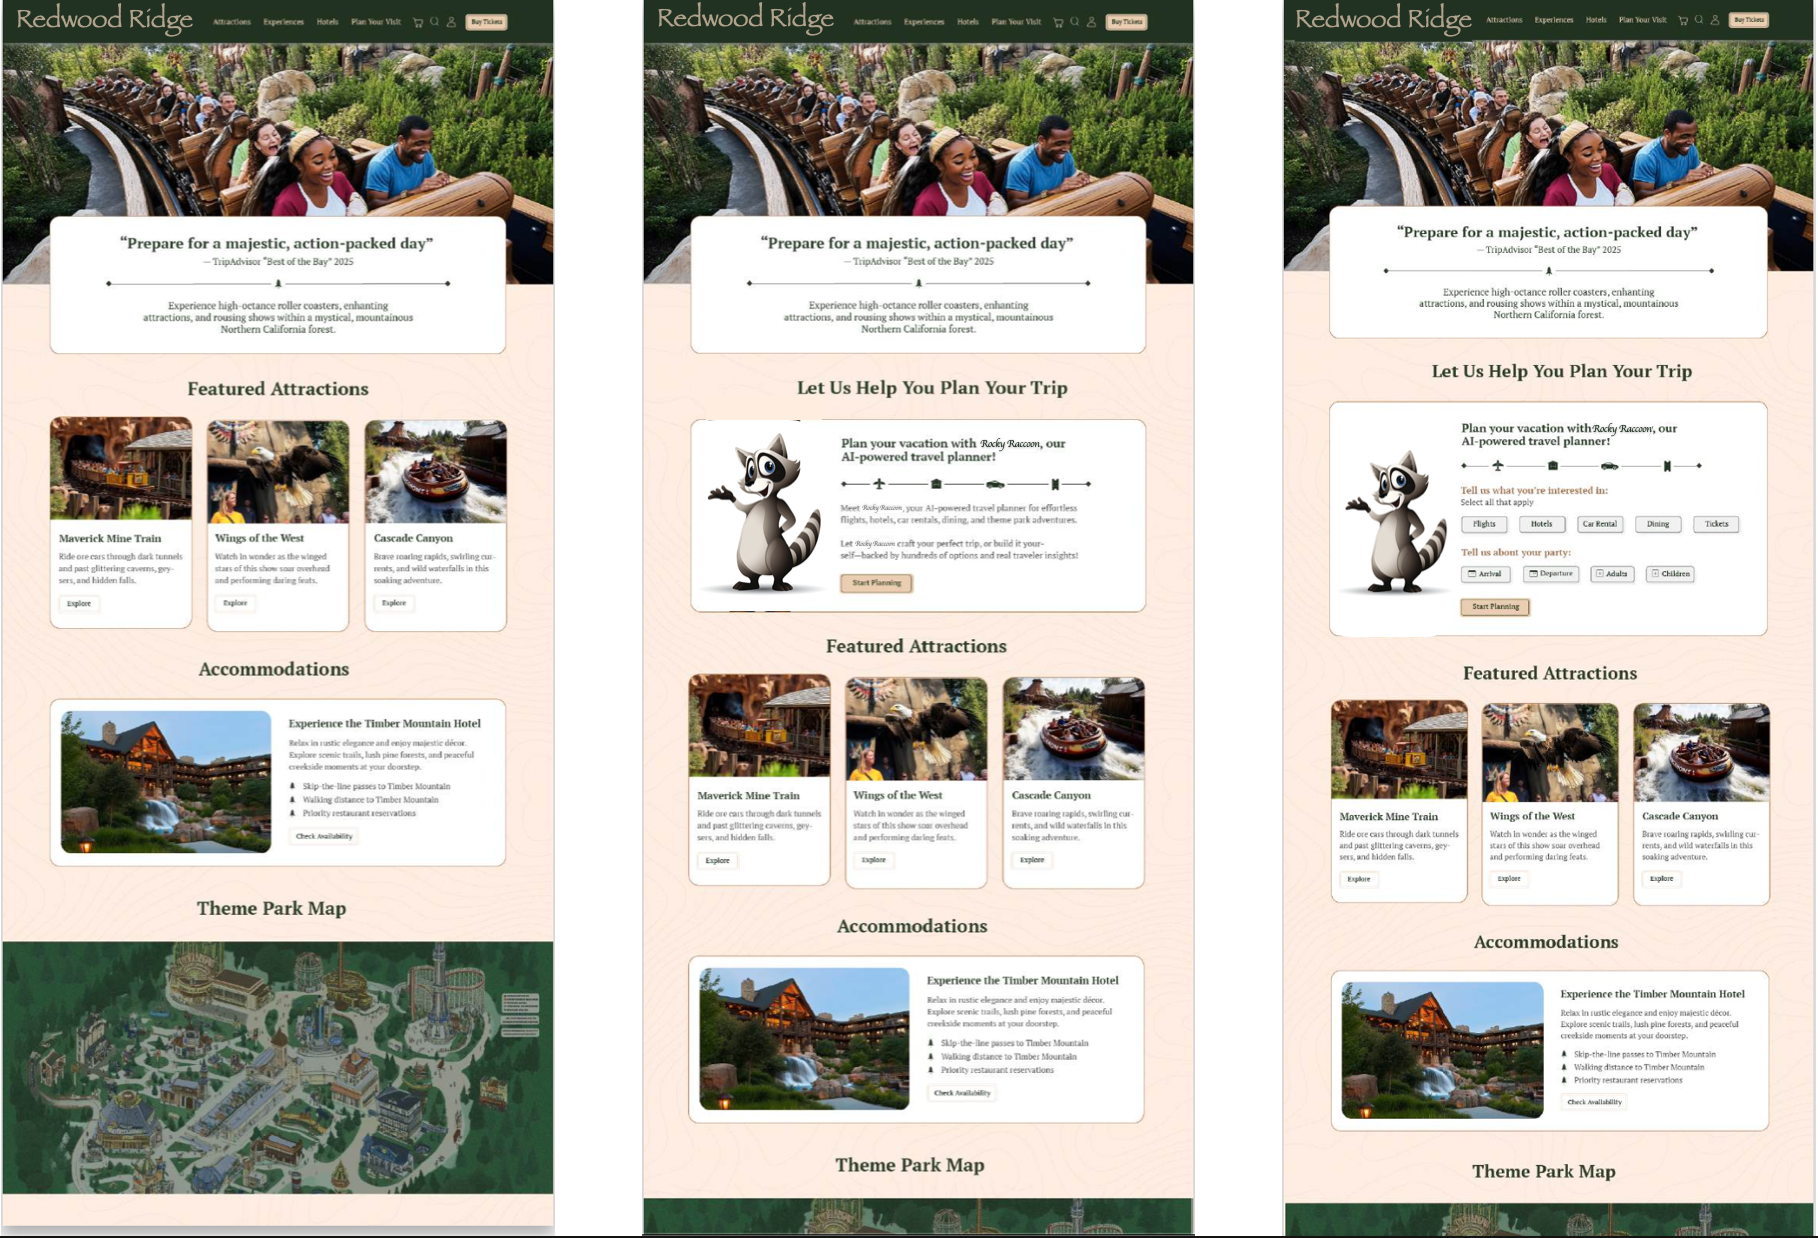 Redwood Ridge
Attractions Experiences Hotels Plan Your Visit Buy Tickets
“Prepare for a majestic, action-packed day”
— TripAdvisor “Best of the Bay” 2025
Experience high-octance roller coasters, enhanting
attractions, and rousing shows within a mystical, mountainous
Northern California forest.
Featured Attractions
Maverick Mine Train
Ride ore cars through dark tunnels
and past glittering caverns, gey-
sers, and hidden falls.
Explore
Wings of the West
Watch in wonder as the winged
stars of this show soar overhead
and performing daring feats.
Explore
Cascade Canyon
Brave roaring rapids, swirling cur-
rents, and wild waterfalls in this
soaking adventure.
Explore
Accommodations
Experience the Timber Mountain Hotel
Relax in rustic elegance and enjoy majestic décor.
Explore scenic trails, lush pine forests, and peaceful
creekside moments at your doorstep.
Skip-the-line passes to Timber Mountain
Walking distance to Timber Mountain
Priority restaurant reservations
Check Availability
Theme Park Map
Redwood Ridge
Attractions Experiences Hotels Plan Your Visit Buy Tickets
“Prepare for a majestic, action-packed day”
— TripAdvisor “Best of the Bay” 2025
Experience high-octance roller coasters, enhanting
attractions, and rousing shows within a mystical, mountainous
Northern California forest.
Let Us Help You Plan Your Trip
Plan your vacation with Rocky Raccoon, our
AI-powered travel planner!
Meet Rocky Raccoon, your AI-powered travel planner for effortless
flights, hotels, car rentals, dining, and theme park adventures.
Let Rocky Raccoon craft your perfect trip, or build it your-
self—backed by hundreds of options and real traveler insights!
Start Planning
Featured Attractions
Maverick Mine Train
Ride ore cars through dark tunnels
and past glittering caverns, gey-
sers, and hidden falls.
Explore
Wings of the West
Watch in wonder as the winged
stars of this show soar overhead
and performing daring feats.
Explore
Cascade Canyon
Brave roaring rapids, swirling cur-
rents, and wild waterfalls in this
soaking adventure.
Explore
Accommodations
Experience the Timber Mountain Hotel
Relax in rustic elegance and enjoy majestic décor.
Explore scenic trails, lush pine forests, and peaceful
creekside moments at your doorstep.
Skip-the-line passes to Timber Mountain
Walking distance to Timber Mountain
Priority restaurant reservations
Check Availability
Theme Park Map
Redwood Ridge
Attractions Experiences Hotels Plan Your Visit Buy Tickets
“Prepare for a majestic, action-packed day”
— TripAdvisor “Best of the Bay” 2025
Experience high-octance roller coasters, enhanting
attractions, and rousing shows within a mystical, mountainous
Northern California forest.
Let Us Help You Plan Your Trip
Plan your vacation with Rocky Raccoon, our
AI-powered travel planner!
Tell us what you're interested in:
Select all that apply
Flights Hotels Car Rental Dining Tickets
Tell us about your party:
Arrival Departure Adults Children
Start Planning
Featured Attractions
Maverick Mine Train
Ride ore cars through dark tunnels
and past glittering caverns, gey-
sers, and hidden falls.
Explore
Wings of the West
Watch in wonder as the winged
stars of this show soar overhead
and performing daring feats.
Explore
Cascade Canyon
Brave roaring rapids, swirling cur-
rents, and wild waterfalls in this
soaking adventure.
Explore
Accommodations
Experience the Timber Mountain Hotel
Relax in rustic elegance and enjoy majestic décor.
Explore scenic trails, lush pine forests, and peaceful
creekside moments at your doorstep.
Skip-the-line passes to Timber Mountain
Walking distance to Timber Mountain
Priority restaurant reservations
Check Availability
Theme Park Map